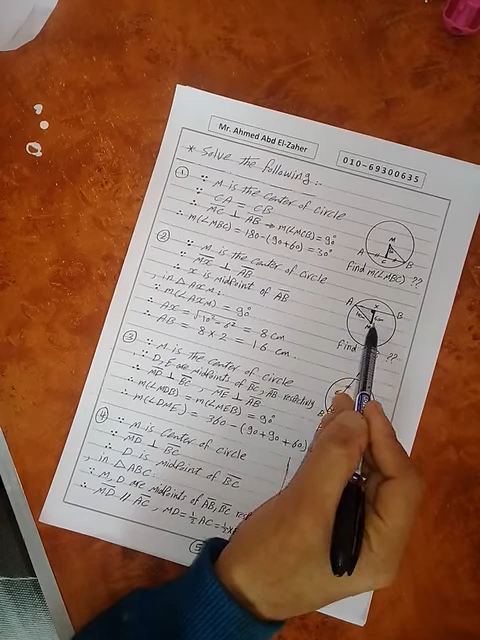 Mr. Ahmed Abd El-Zaher
010-69300635
* Solve the following:-
①
∵ M is the center of circle
∵ CA = CB
∴ MC ⊥ AB → m(∠MCB)=90°
∴ m(∠MBC) = 180-(90+60) = 30°
M
A
C
B
Find m(∠MBC) ??
②
∵ M is the center of circle
∵ MX ⊥ AB
∴ X is midpoint of AB
, in △AXM:
∵ m(∠AXM) = 90°
∴ AX = √10²-6² = 8 cm
∴ AB = 8 × 2 = 16 cm.
A
X
B
Find
??
③
∵ M is the center of circle
∵ D, E are midpoints of BC, AB respectively
∴ MD ⊥ BC, ME ⊥ AB
∴ m(∠MDB) = m(∠MEB) = 90°
∴ m(∠DME) = 360 - (90+90+60)
④
∵ M is center of circle
∵ MD ⊥ BC
∴ D is midpoint of BC
, in △ABC:
∵ M, D are midpoints of AB, BC
∴ MD // AC, MD = ½ AC = ½ ×
⑤